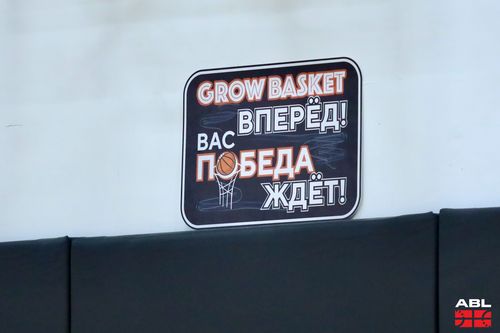 GROW BASKET
ВПЕРЁД!
ВАС
ПОБЕДА
ЖДЁТ!
ABL